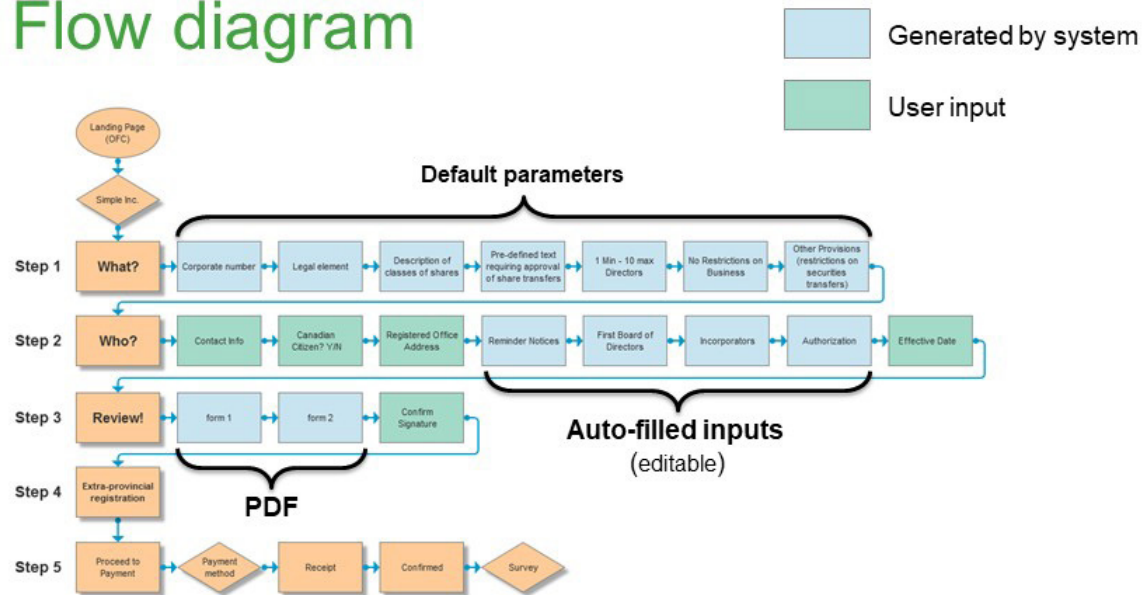 Flow diagram
Generated by system
User input
Landing Page
(OFC)
Simple Inc.
Default parameters
Step 1
What?
Corporate number
Legal element
Description of
classes of shares
Pre-defined text
requiring approval
of share transfers
1 Min - 10 max
Directors
No Restrictions on
Business
Other Provisions
(restrictions on
securities
transfers)
Step 2
Who?
Contact Info
Canadian
Citizen? Y/N
Registered Office
Address
Reminder Notices
First Board of
Directors
Incorporators
Authorization
Effective Date
Step 3
Review!
form 1
form 2
Confirm
Signature
Auto-filled inputs
(editable)
Step 4
Extra-provincial
registration
PDF
Step 5
Proceed to
Payment
Payment
method
Receipt
Confirmed
Survey